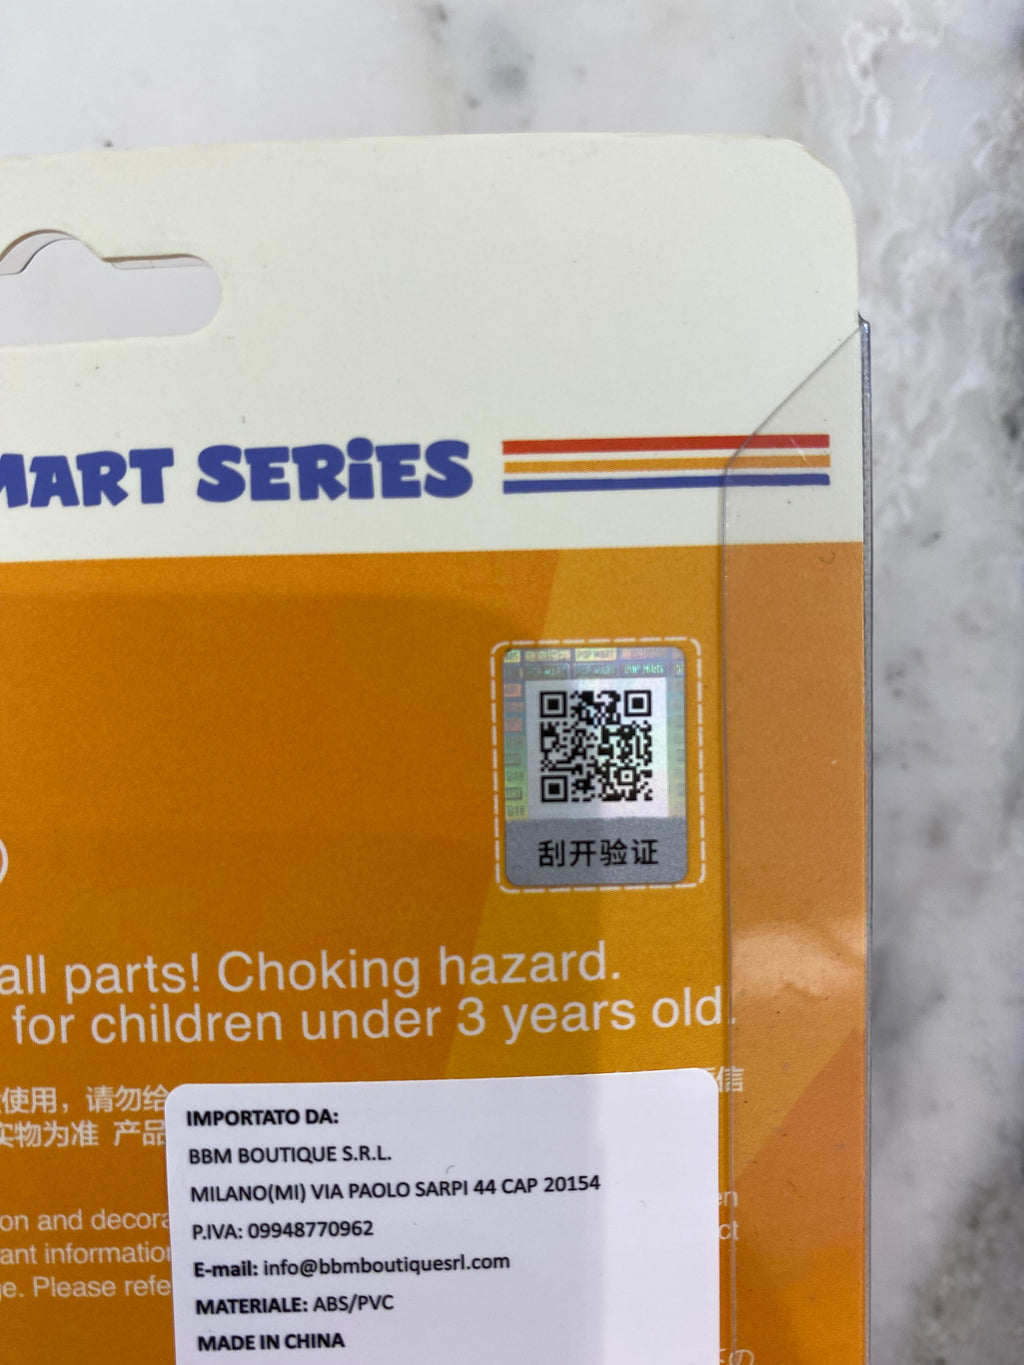 MART SERiES
POP MART
刮开验证
all parts! Choking hazard.
for children under 3 years old.
使用，请勿给
信
实物为准 产品
IMPORTATO DA:
BBM BOUTIQUE S.R.L.
MILANO(MI) VIA PAOLO SARPI 44 CAP 20154
P.IVA: 09948770962
on and decora
E-mail: info@bbmboutiquesrl.com
ant information
ge. Please refe
MATERIALE: ABS/PVC
MADE IN CHINA